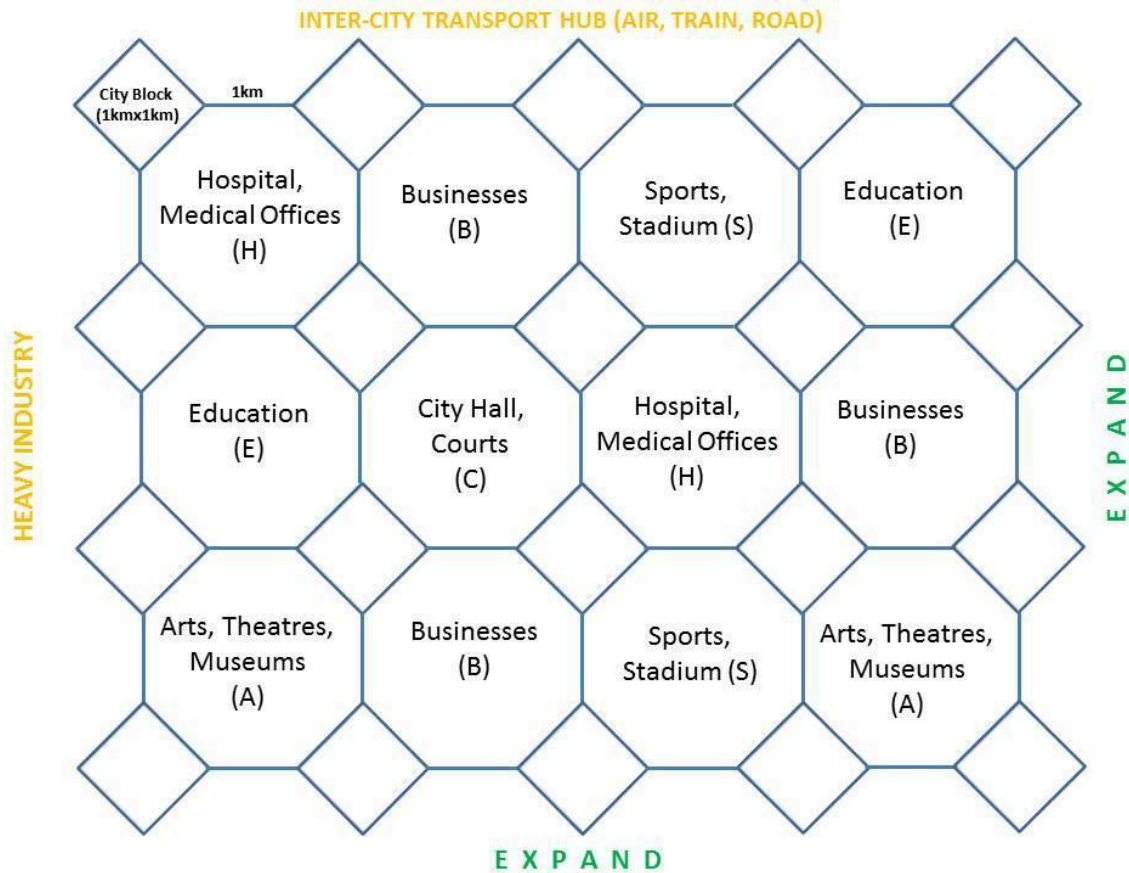 INTER-CITY TRANSPORT HUB (AIR, TRAIN, ROAD)
City Block
(1kmx1km)
1km
Hospital,
Medical Offices
(H)
Businesses
(B)
Sports,
Stadium (S)
Education
(E)
HEAVY INDUSTRY
Education
(E)
City Hall,
Courts
(C)
Hospital,
Medical Offices
(H)
Businesses
(B)
EXPAND
Arts, Theatres,
Museums
(A)
Businesses
(B)
Sports,
Stadium (S)
Arts, Theatres,
Museums
(A)
EXPAND